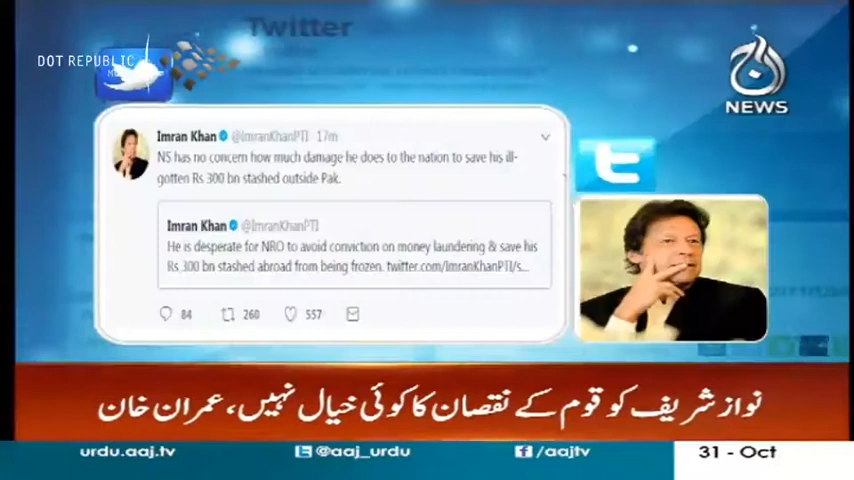 Twitter
DOT REPUBLIC
آج
NEWS
Imran Khan @ImranKhanPTI · 17m
NS has no concern how much damage he does to the nation to save his ill-
gotten Rs 300 bn stashed outside Pak.
Imran Khan @ImranKhanPTI
He is desperate for NRO to avoid conviction on money laundering & save his
Rs 300 bn stashed abroad from being frozen. twitter.com/ImranKhanPTI/s...
84 260 557
نواز شریف کو قوم کے نقصان کا کوئی خیال نہیں، عمران خان
urdu.aaj.tv @aaj_urdu /aajtv 31 - Oct